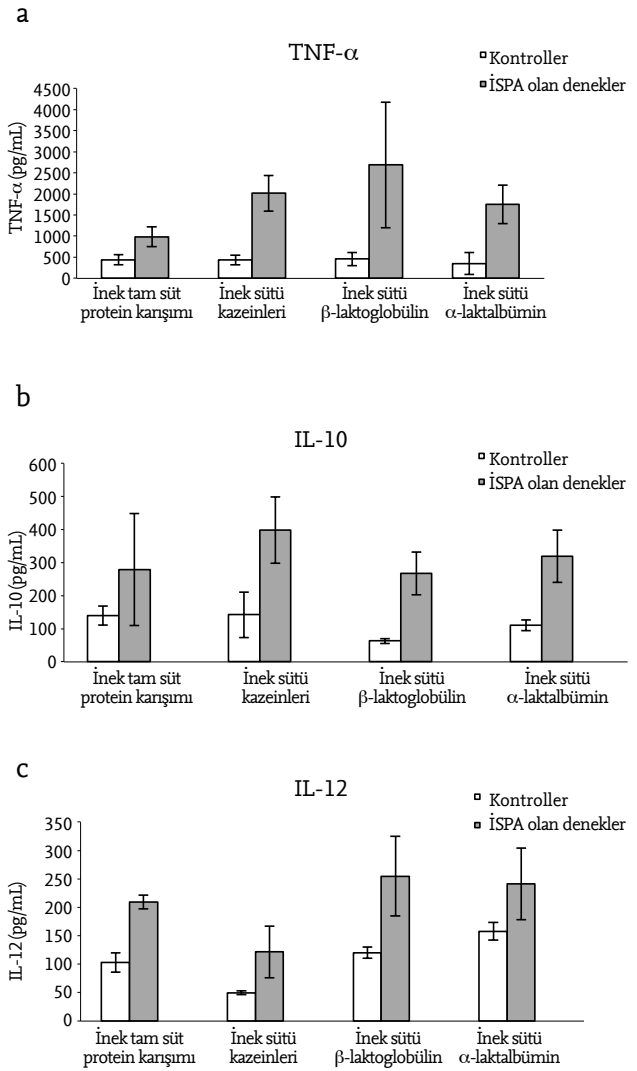 a
TNF-α
Kontroller
İSPA olan denekler
TNF-α (pg/mL)
4500
4000
3500
3000
2500
2000
1500
1000
500
0
İnek tam süt
protein karışımı
İnek sütü
kazeinleri
İnek sütü
β-laktoglobülin
İnek sütü
α-laktalbümin
b
IL-10
Kontroller
İSPA olan denekler
IL-10 (pg/mL)
600
500
400
300
200
100
0
İnek tam süt
protein karışımı
İnek sütü
kazeinleri
İnek sütü
β-laktoglobülin
İnek sütü
α-laktalbümin
c
IL-12
Kontroller
İSPA olan denekler
IL-12 (pg/mL)
350
300
250
200
150
100
50
0
İnek tam süt
protein karışımı
İnek sütü
kazeinleri
İnek sütü
β-laktoglobülin
İnek sütü
α-laktalbümin